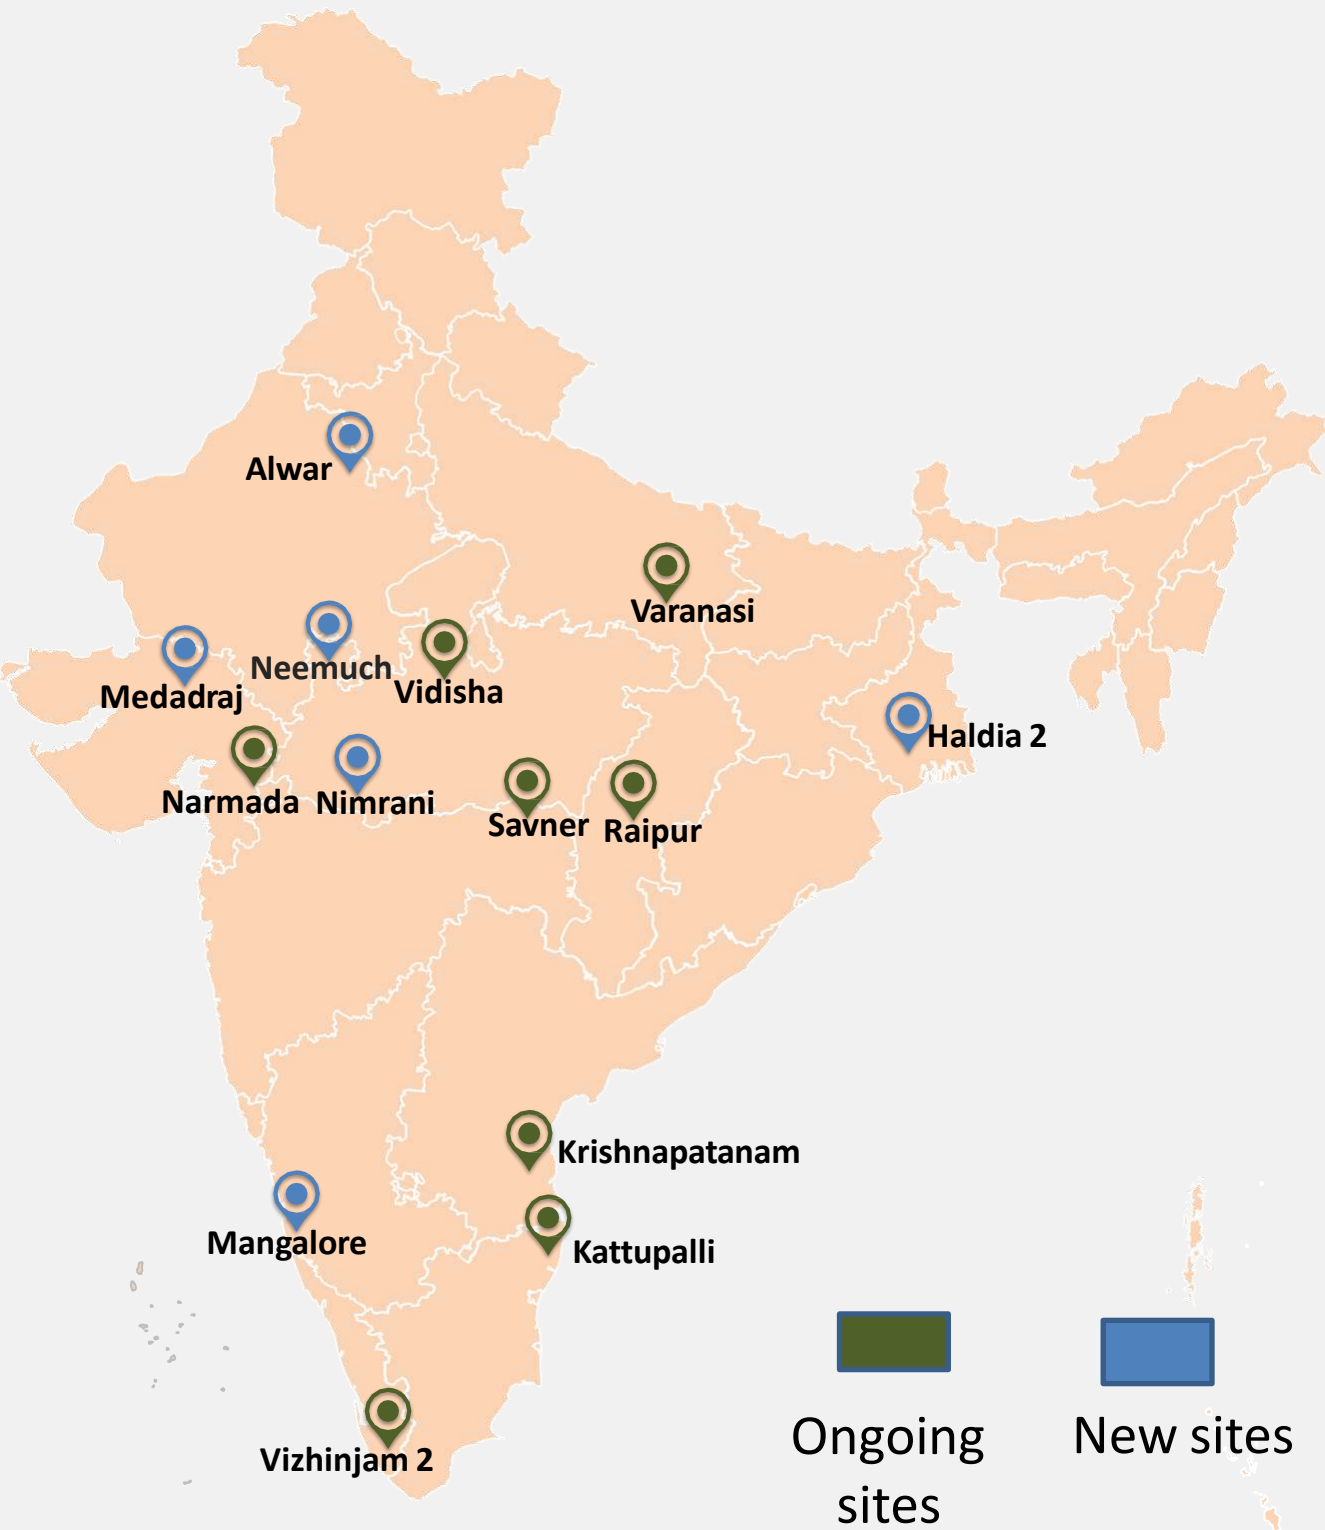 Alwar
Varanasi
Neemuch
Medadraj
Vidisha
Haldia 2
Narmada
Nimrani
Savner
Raipur
Krishnapatanam
Mangalore
Kattupalli
Vizhinjam 2
Ongoing
sites
New sites